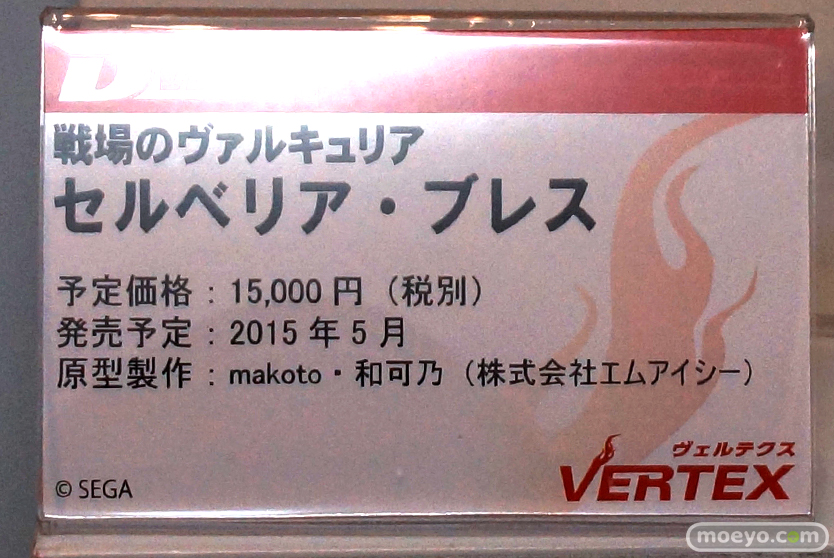 戦場のヴァルキュリア
セルベリア・ブレス
予定価格：15,000 円（税別）
発売予定：2015 年 5 月
原型製作：makoto・和可乃（株式会社エムアイシー）
ヴェルテクス
© SEGA
VERTEX
moeyo.com